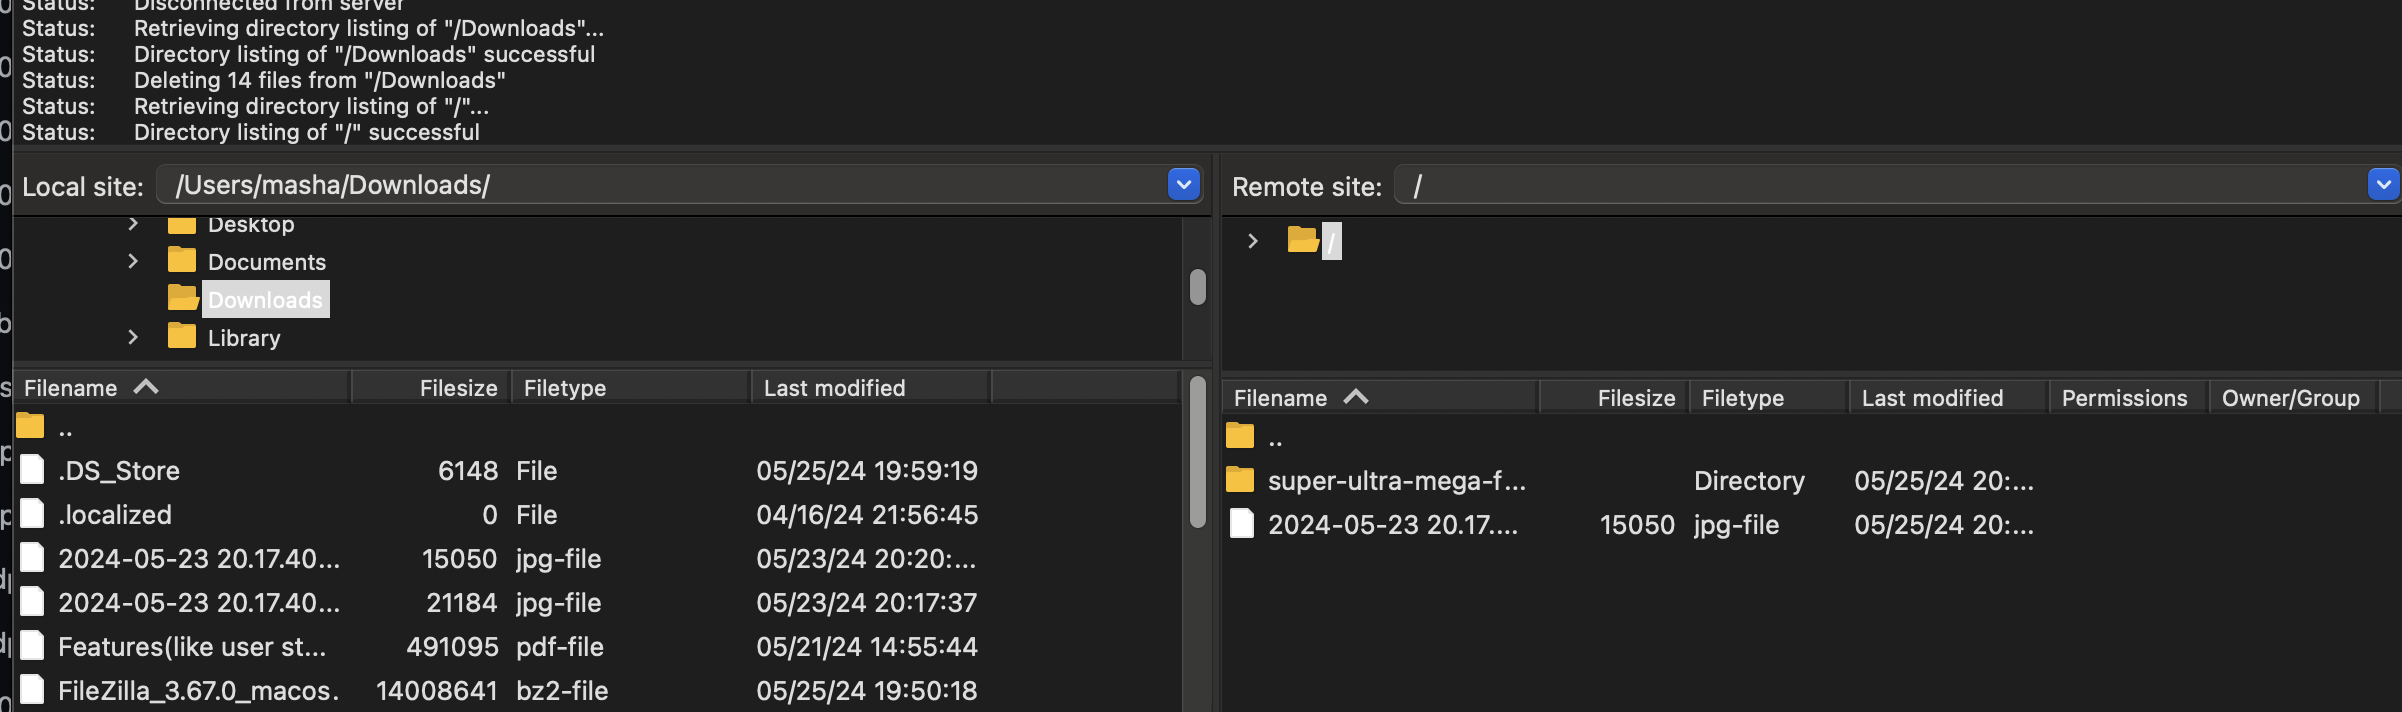 Status: Disconnected from server
Status: Retrieving directory listing of "/Downloads"...
Status: Directory listing of "/Downloads" successful
Status: Deleting 14 files from "/Downloads"
Status: Retrieving directory listing of "/"...
Status: Directory listing of "/" successful
Local site: /Users/masha/Downloads/
Desktop
Documents
Downloads
Library
Filename Filesize Filetype Last modified
..
.DS_Store 6148 File 05/25/24 19:59:19
.localized 0 File 04/16/24 21:56:45
2024-05-23 20.17.40... 15050 jpg-file 05/23/24 20:20:...
2024-05-23 20.17.40... 21184 jpg-file 05/23/24 20:17:37
Features(like user st... 491095 pdf-file 05/21/24 14:55:44
FileZilla_3.67.0_macos. 14008641 bz2-file 05/25/24 19:50:18
Remote site: /
/
Filename Filesize Filetype Last modified Permissions Owner/Group
..
super-ultra-mega-f... Directory 05/25/24 20:...
2024-05-23 20.17.... 15050 jpg-file 05/25/24 20:...